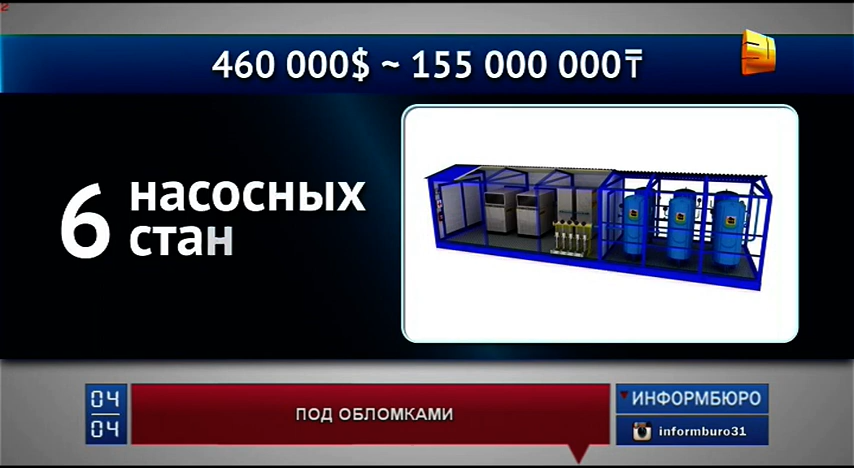 460 000$ ~ 155 000 000₸
6
насосных
стан
04
04
ПОД ОБЛОМКАМИ
ИНФОРМБЮРО
informburo31